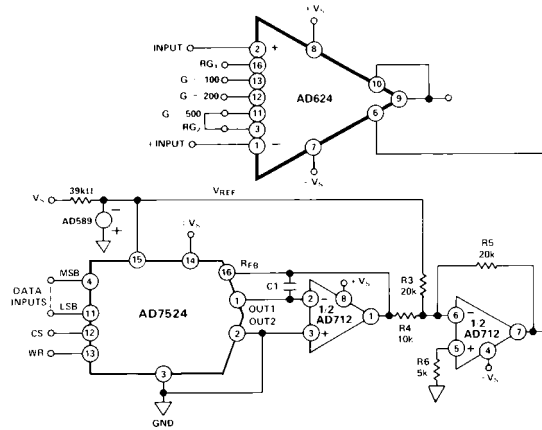 +VS
INPUT
2
+
8
RG1
16
G - 100
13
10
G - 200
12
AD624
9
G 500
11
6
RG2
3
+INPUT
1
−
7
−VS
VS
39kΩ
VREF
AD589
−
+
+VS
R5
20k
15
14
16
RFB
R3
20k
MSB
4
C1
+VS
DATA
INPUTS
AD7524
1
OUT1
2
−
8
1/2
AD712
1
R4
10k
6
−
1/2
AD712
7
LSB
11
2
OUT2
3
+
CS
12
WR
13
R6
5k
5
+
4
−VS
3
GND